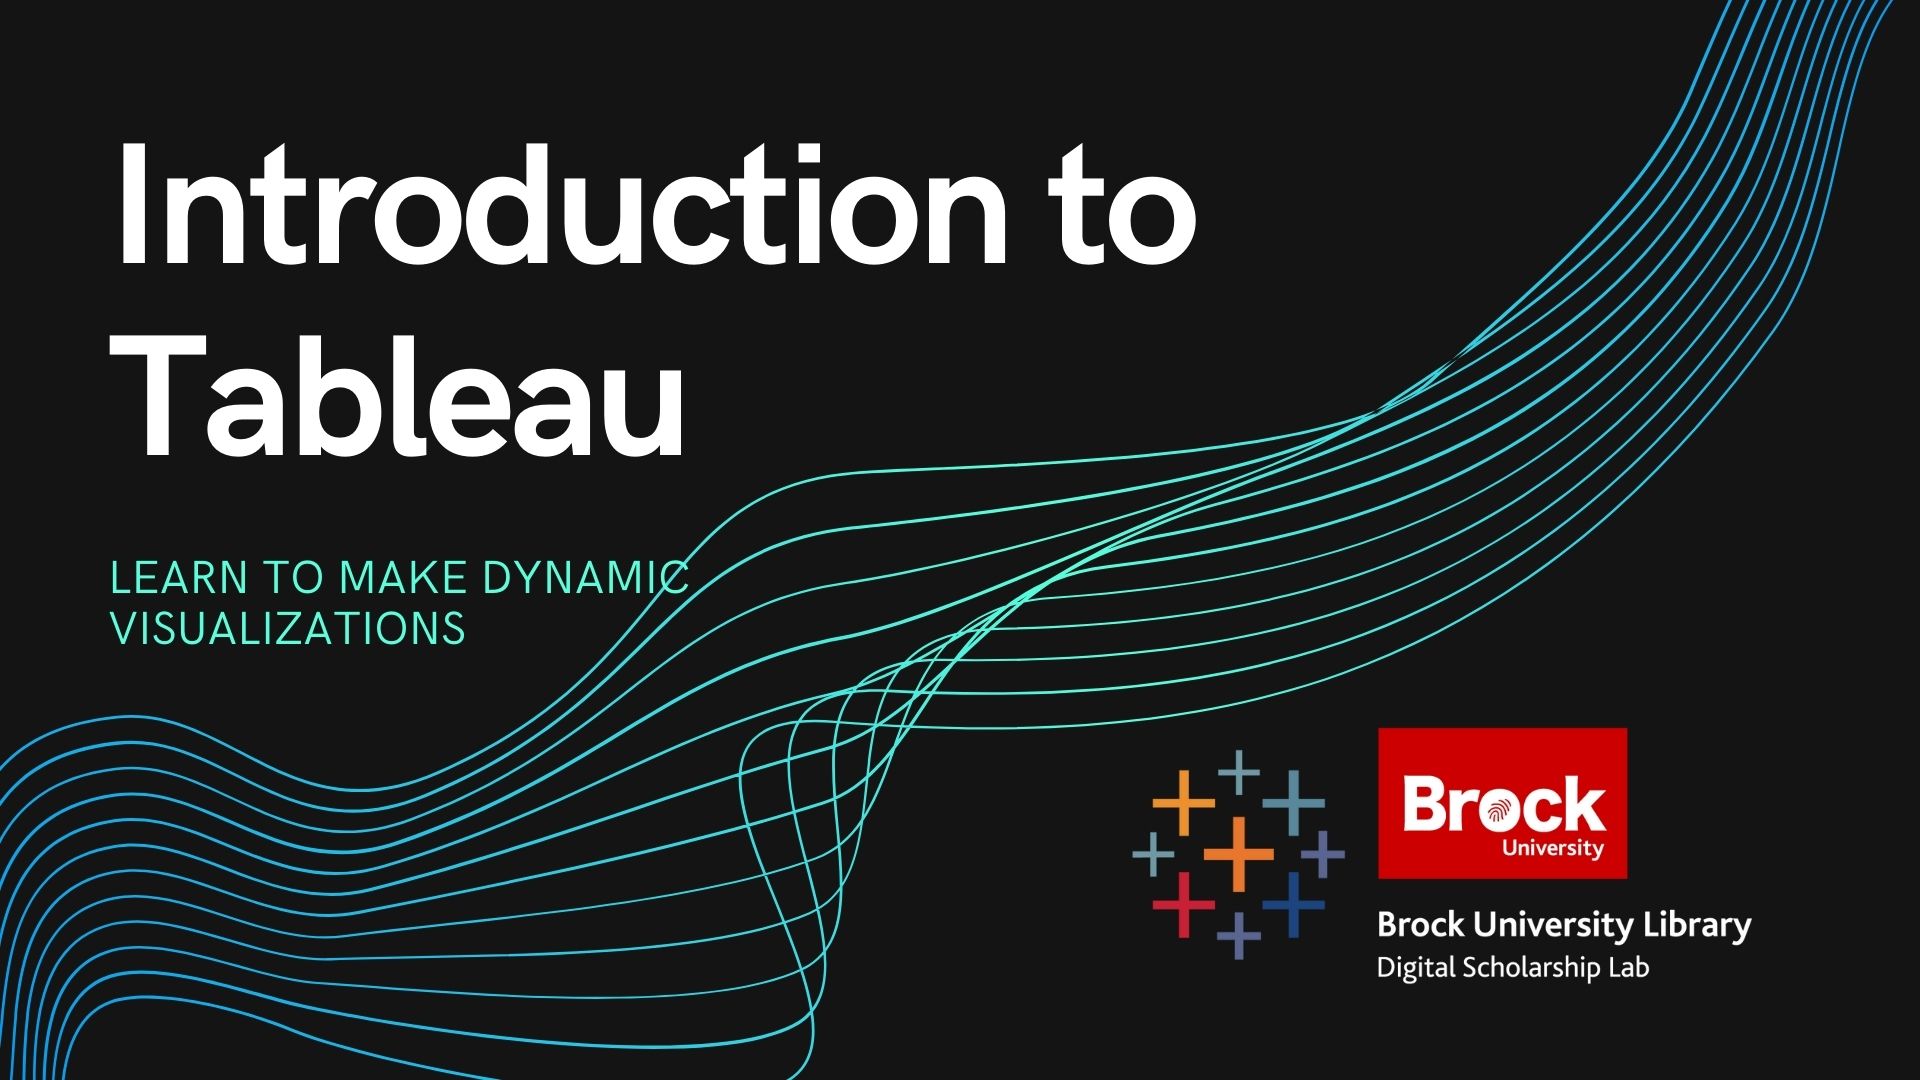 Introduction to
Tableau
LEARN TO MAKE DYNAMIC
VISUALIZATIONS
Brock
University
Brock University Library
Digital Scholarship Lab